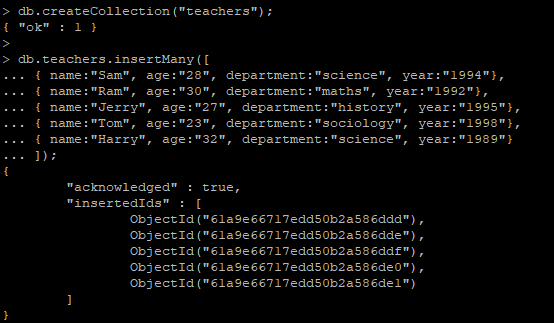 > db.createCollection("teachers");
{ "ok" : 1 }
>
> db.teachers.insertMany([
... { name:"Sam", age:"28", department:"science", year:"1994"},
... { name:"Ram", age:"30", department:"maths", year:"1992"},
... { name:"Jerry", age:"27", department:"history", year:"1995"},
... { name:"Tom", age:"23", department:"sociology", year:"1998"},
... { name:"Harry", age:"32", department:"science", year:"1989"}
... ]);
{
        "acknowledged" : true,
        "insertedIds" : [
                ObjectId("61a9e66717edd50b2a586ddd"),
                ObjectId("61a9e66717edd50b2a586dde"),
                ObjectId("61a9e66717edd50b2a586ddf"),
                ObjectId("61a9e66717edd50b2a586de0"),
                ObjectId("61a9e66717edd50b2a586de1")
        ]
}